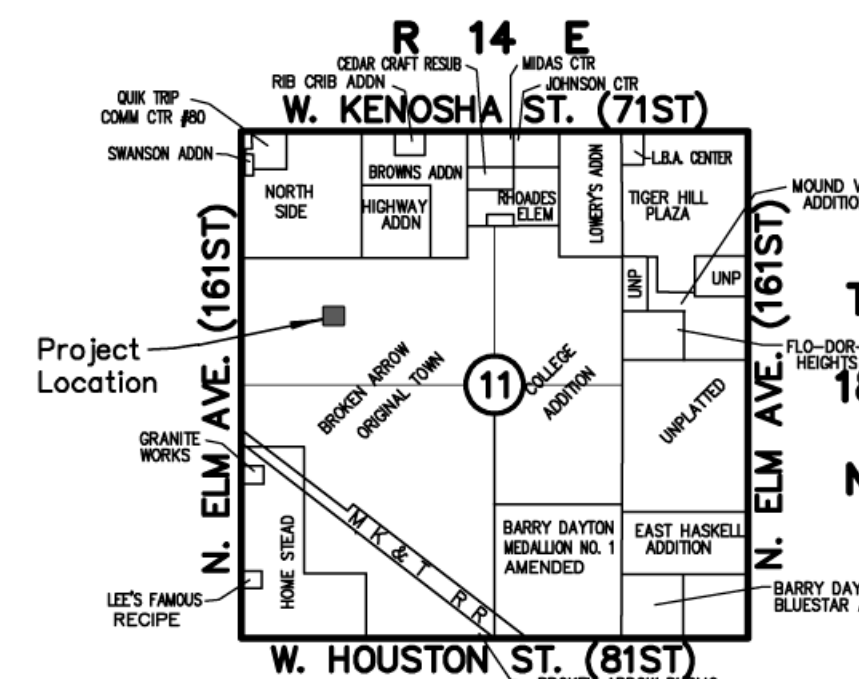 R 14 E
CEDAR CRAFT RESUB
MIDAS CTR
RIB CRIB ADDN
JOHNSON CTR
QUIK TRIP
COMM CTR #80
W. KENOSHA ST. (71ST)
SWANSON ADDN
NORTH
SIDE
BROWNS ADDN
HIGHWAY
ADDN
RHOADES
ELEM
LOWERY'S ADDN
L.B.A. CENTER
TIGER HILL
PLAZA
MOUND
UNP
UNP
N. ELM AVE. (161ST)
N. ELM AVE. (161ST)
Project
Location
FLO-DOR-
HEIGHTS
BROKEN ARROW
ORIGINAL TOWN
11
COLLEGE
ADDITION
UNPLATTED
18
GRANITE
WORKS
HOME STEAD
M K & T R R
BARRY DAYTON
MEDALLION NO. 1
AMENDED
EAST HASKELL
ADDITION
LEE'S FAMOUS
RECIPE
BARRY
BLUESTAR
W. HOUSTON ST. (81ST)